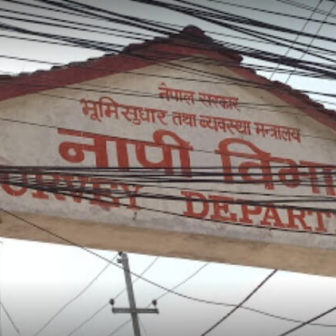 नेपाल सरकार
भूमिसुधार तथा व्यवस्था मन्त्रालय
नापी विभा
URVEY DEPART